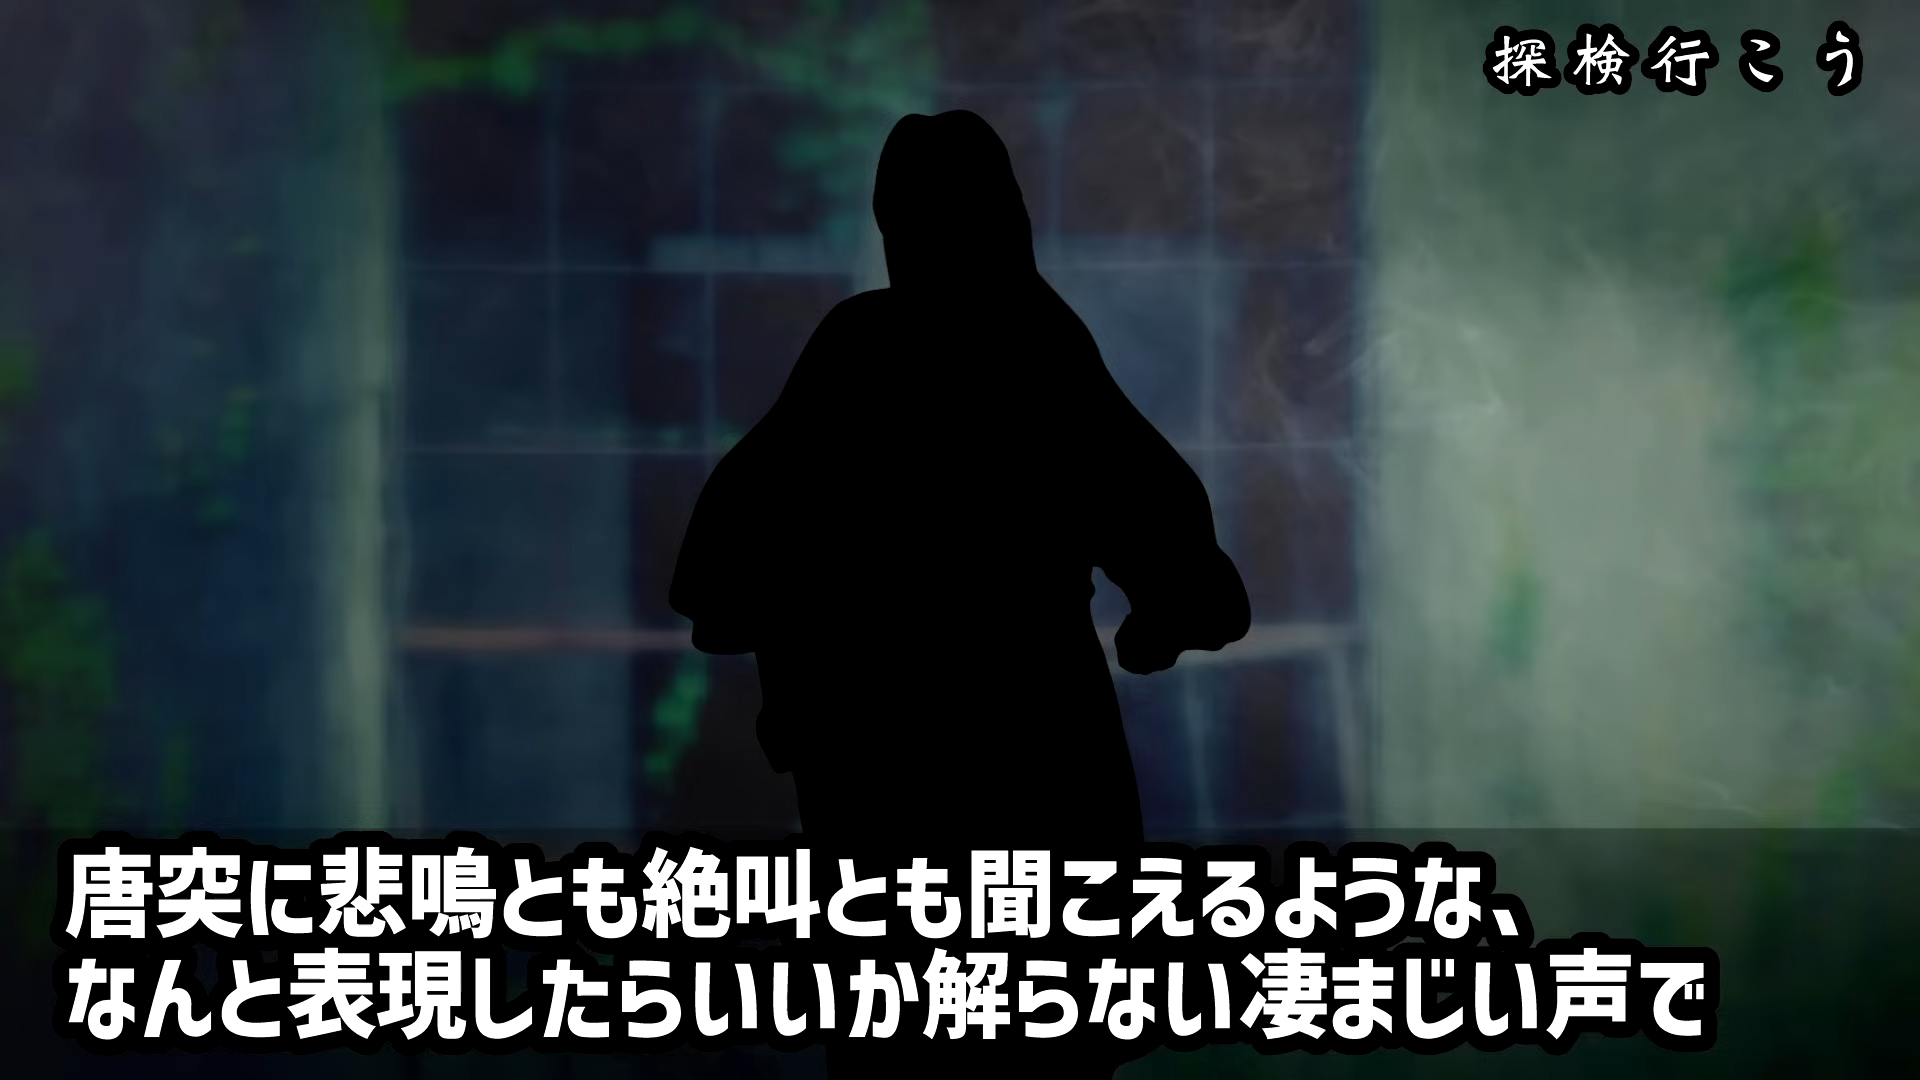 探検行こう
唐突に悲鳴とも絶叫とも聞こえるような、
なんと表現したらいいか解らない凄まじい声で